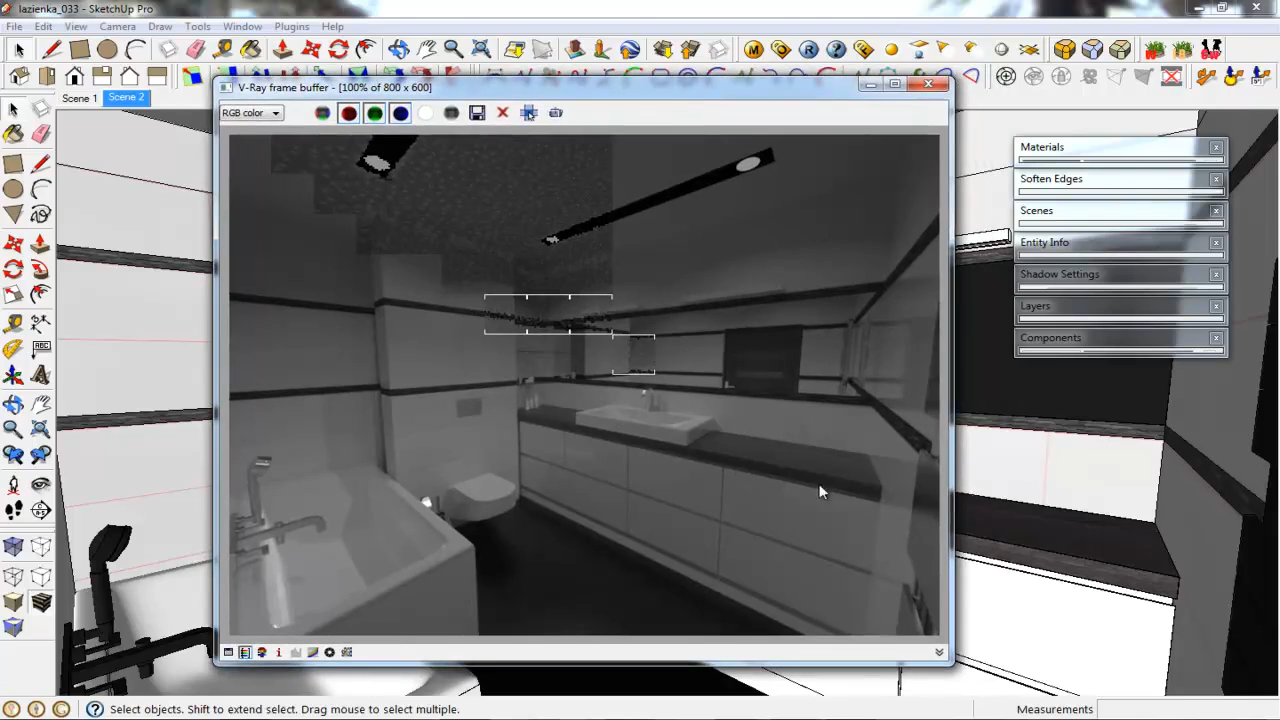 lazienka_033 - SketchUp Pro
File Edit View Camera Draw Tools Window Plugins Help
Scene 1 Scene 2
V-Ray frame buffer - [100% of 800 x 600]
RGB color
Materials
Soften Edges
Scenes
Entity Info
Shadow Settings
Layers
Components
Select objects. Shift to extend select. Drag mouse to select multiple.
Measurements